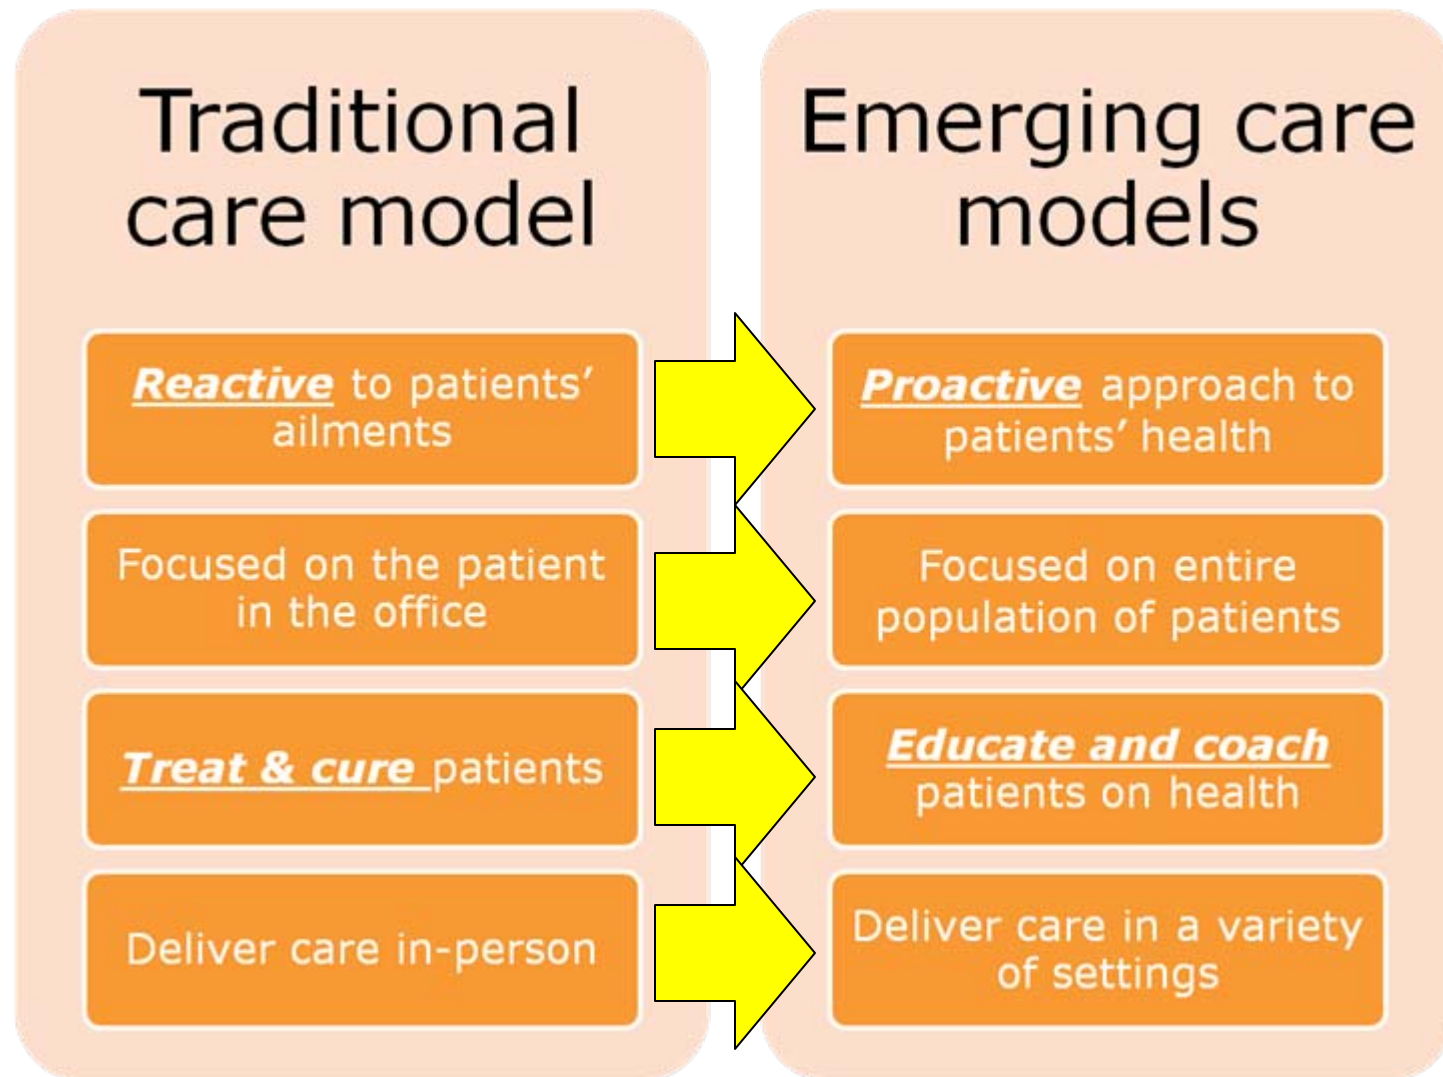 Traditional
care model
Reactive to patients’
ailments
Focused on the patient
in the office
Treat & cure patients
Deliver care in-person
Emerging care
models
Proactive approach to
patients’ health
Focused on entire
population of patients
Educate and coach
patients on health
Deliver care in a variety
of settings